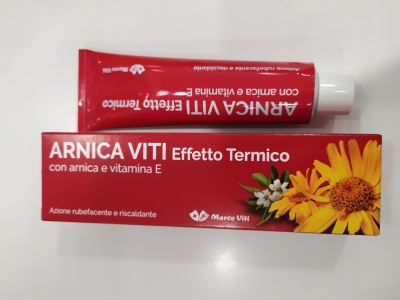 Azione rubefacente e riscaldante
ARNICA VITI Effetto Termico
con arnica e vitamina E
Marco Viti
ARNICA VITI Effetto Termico
con arnica e vitamina E
Azione rubefacente e riscaldante
Marco Viti